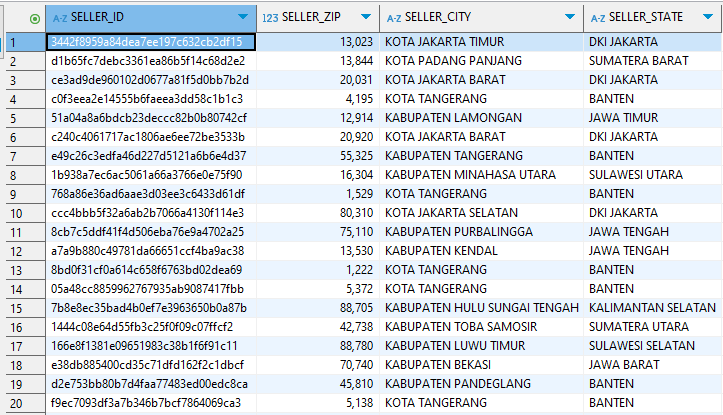 A-Z SELLER_ID 123 SELLER_ZIP A-Z SELLER_CITY A-Z SELLER_STATE
1 3442f8959a84dea7ee197c632cb2df15 13,023 KOTA JAKARTA TIMUR DKI JAKARTA
2 d1b65fc7debc3361ea86b5f14c68d2e2 13,844 KOTA PADANG PANJANG SUMATERA BARAT
3 ce3ad9de960102d0677a81f5d0bb7b2d 20,031 KOTA JAKARTA BARAT DKI JAKARTA
4 c0f3eea2e14555b6faeea3dd58c1b1c3 4,195 KOTA TANGERANG BANTEN
5 51a04a8a6bdcb23deccc82b0b80742cf 12,914 KABUPATEN LAMONGAN JAWA TIMUR
6 c240c4061717ac1806ae6ee72be3533b 20,920 KOTA JAKARTA BARAT DKI JAKARTA
7 e49c26c3edfa46d227d5121a6b6e4d37 55,325 KABUPATEN TANGERANG BANTEN
8 1b938a7ec6ac5061a66a3766e0e75f90 16,304 KABUPATEN MINAHASA UTARA SULAWESI UTARA
9 768a86e36ad6aae3d03ee3c6433d61df 1,529 KOTA TANGERANG BANTEN
10 ccc4bbb5f32a6ab2b7066a4130f114e3 80,310 KOTA JAKARTA SELATAN DKI JAKARTA
11 8cb7c5ddf41f4d506eba76e9a4702a25 75,110 KABUPATEN PURBALINGGA JAWA TENGAH
12 a7a9b880c49781da66651ccf4ba9ac38 13,530 KABUPATEN KENDAL JAWA TENGAH
13 8bd0f31cf0a614c658f6763bd02dea69 1,222 KOTA TANGERANG BANTEN
14 05a48cc8859962767935ab9087417fbb 5,372 KOTA TANGERANG BANTEN
15 7b8e8ec35bad4b0ef7e3963650b0a87b 88,705 KABUPATEN HULU SUNGAI TENGAH KALIMANTAN SELATAN
16 1444c08e64d55fb3c25f0f09c07ffcf2 42,738 KABUPATEN TOBA SAMOSIR SUMATERA UTARA
17 166e8f1381e09651983c38b1f6f91c11 88,780 KABUPATEN LUWU TIMUR SULAWESI SELATAN
18 e38db885400cd35c71dfd162f2c1dbcf 70,740 KABUPATEN BEKASI JAWA BARAT
19 d2e753bb80b7d4faa77483ed00edc8ca 45,810 KABUPATEN PANDEGLANG BANTEN
20 f9ec7093df3a7b346b7bcf7864069ca3 5,138 KOTA TANGERANG BANTEN